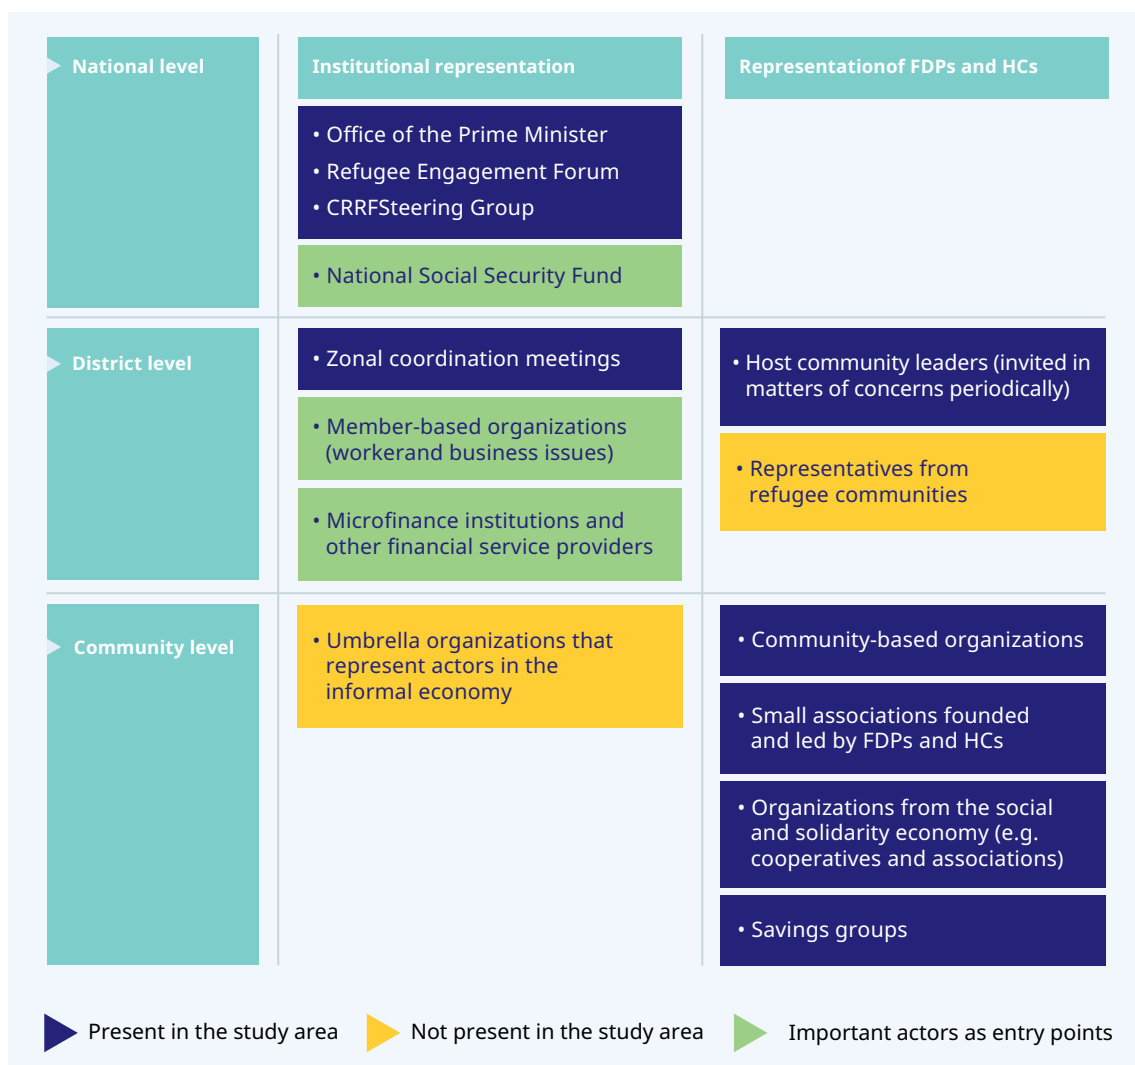 National level
Institutional representation
Representationof FDPs and HCs
• Office of the Prime Minister
• Refugee Engagement Forum
• CRRFSteering Group
• National Social Security Fund
District level
• Zonal coordination meetings
• Member-based organizations
(workerand business issues)
• Microfinance institutions and
other financial service providers
• Host community leaders (invited in
matters of concerns periodically)
• Representatives from
refugee communities
Community level
• Umbrella organizations that
represent actors in the
informal economy
• Community-based organizations
• Small associations founded
and led by FDPs and HCs
• Organizations from the social
and solidarity economy (e.g.
cooperatives and associations)
• Savings groups
Present in the study area
Not present in the study area
Important actors as entry points